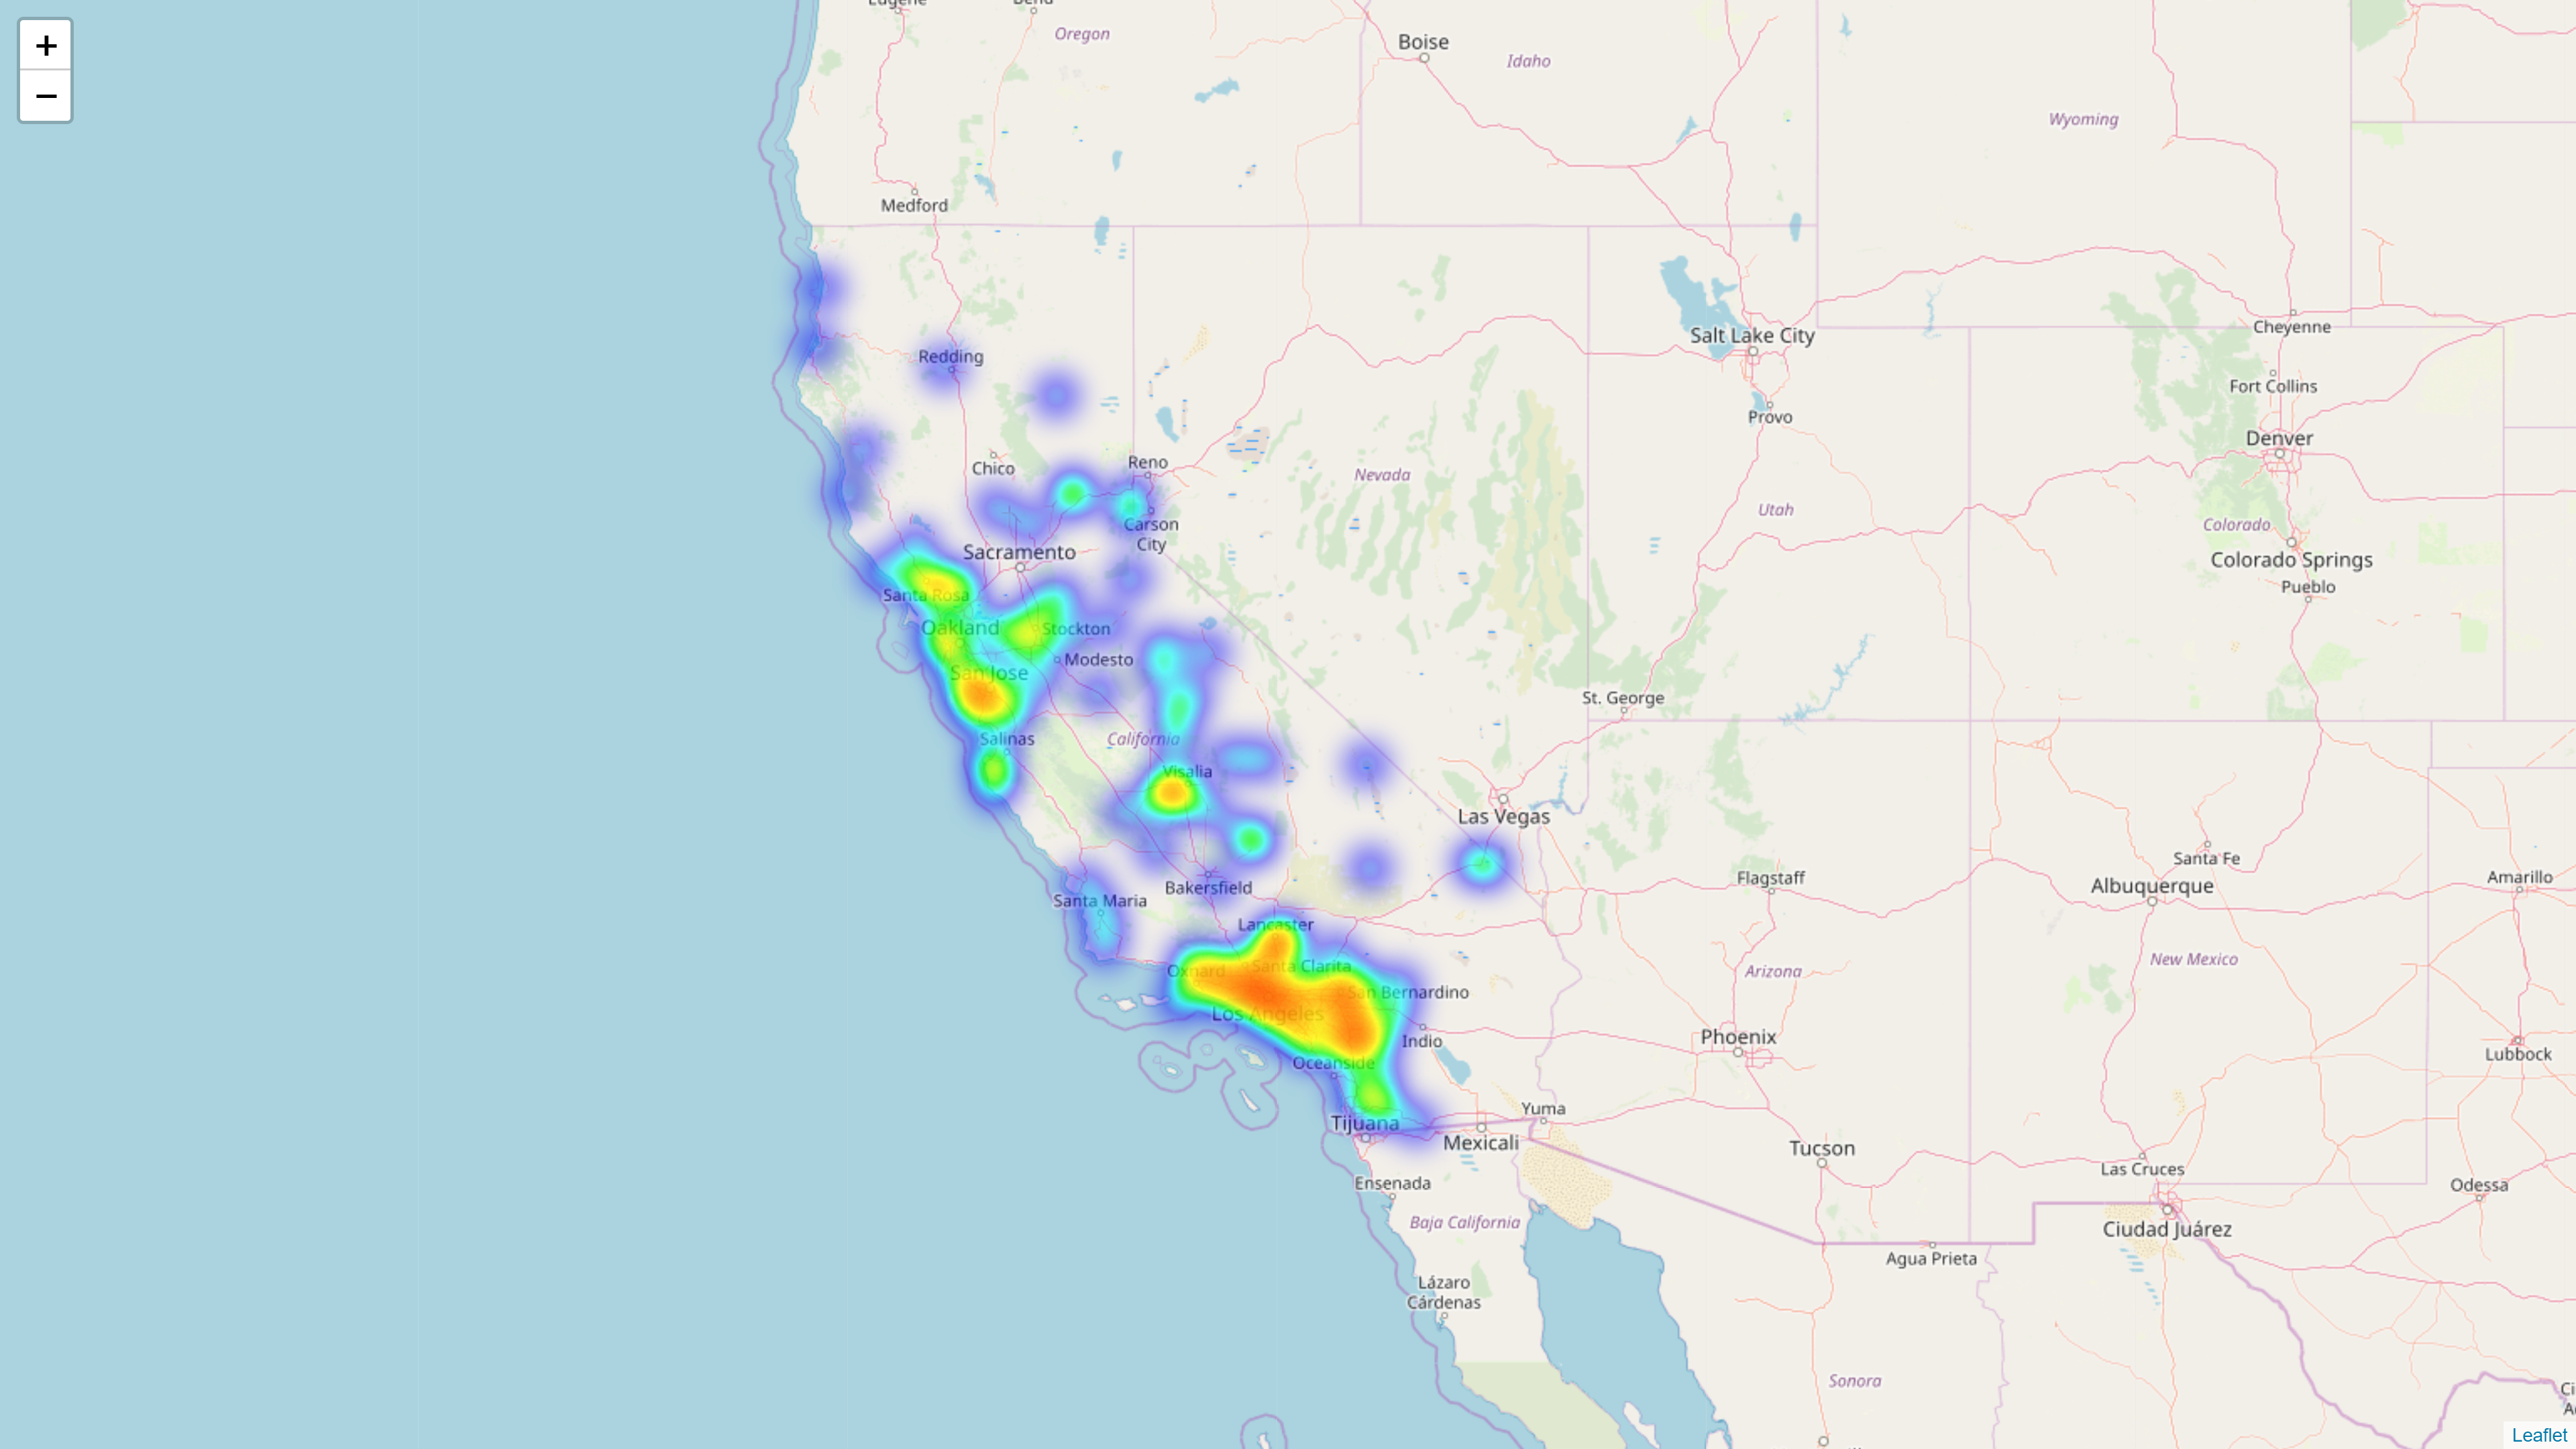 Eugene
Bend
Oregon
Boise
Idaho
Wyoming
Medford
Redding
Salt Lake City
Cheyenne
Fort Collins
Provo
Denver
Chico
Reno
Nevada
Utah
Colorado
Carson
City
Sacramento
Colorado Springs
Pueblo
Santa Rosa
Oakland
Stockton
Modesto
San Jose
St. George
Salinas
California
Visalia
Las Vegas
Santa Fe
Flagstaff
Albuquerque
Amarillo
Bakersfield
Santa Maria
Lancaster
New Mexico
Oxnard
Santa Clarita
Arizona
San Bernardino
Los Angeles
Phoenix
Indio
Lubbock
Oceanside
Yuma
Tijuana
Mexicali
Tucson
Las Cruces
Ensenada
Odessa
Baja California
Ciudad Juárez
Agua Prieta
Lázaro
Cárdenas
Sonora
Leaflet